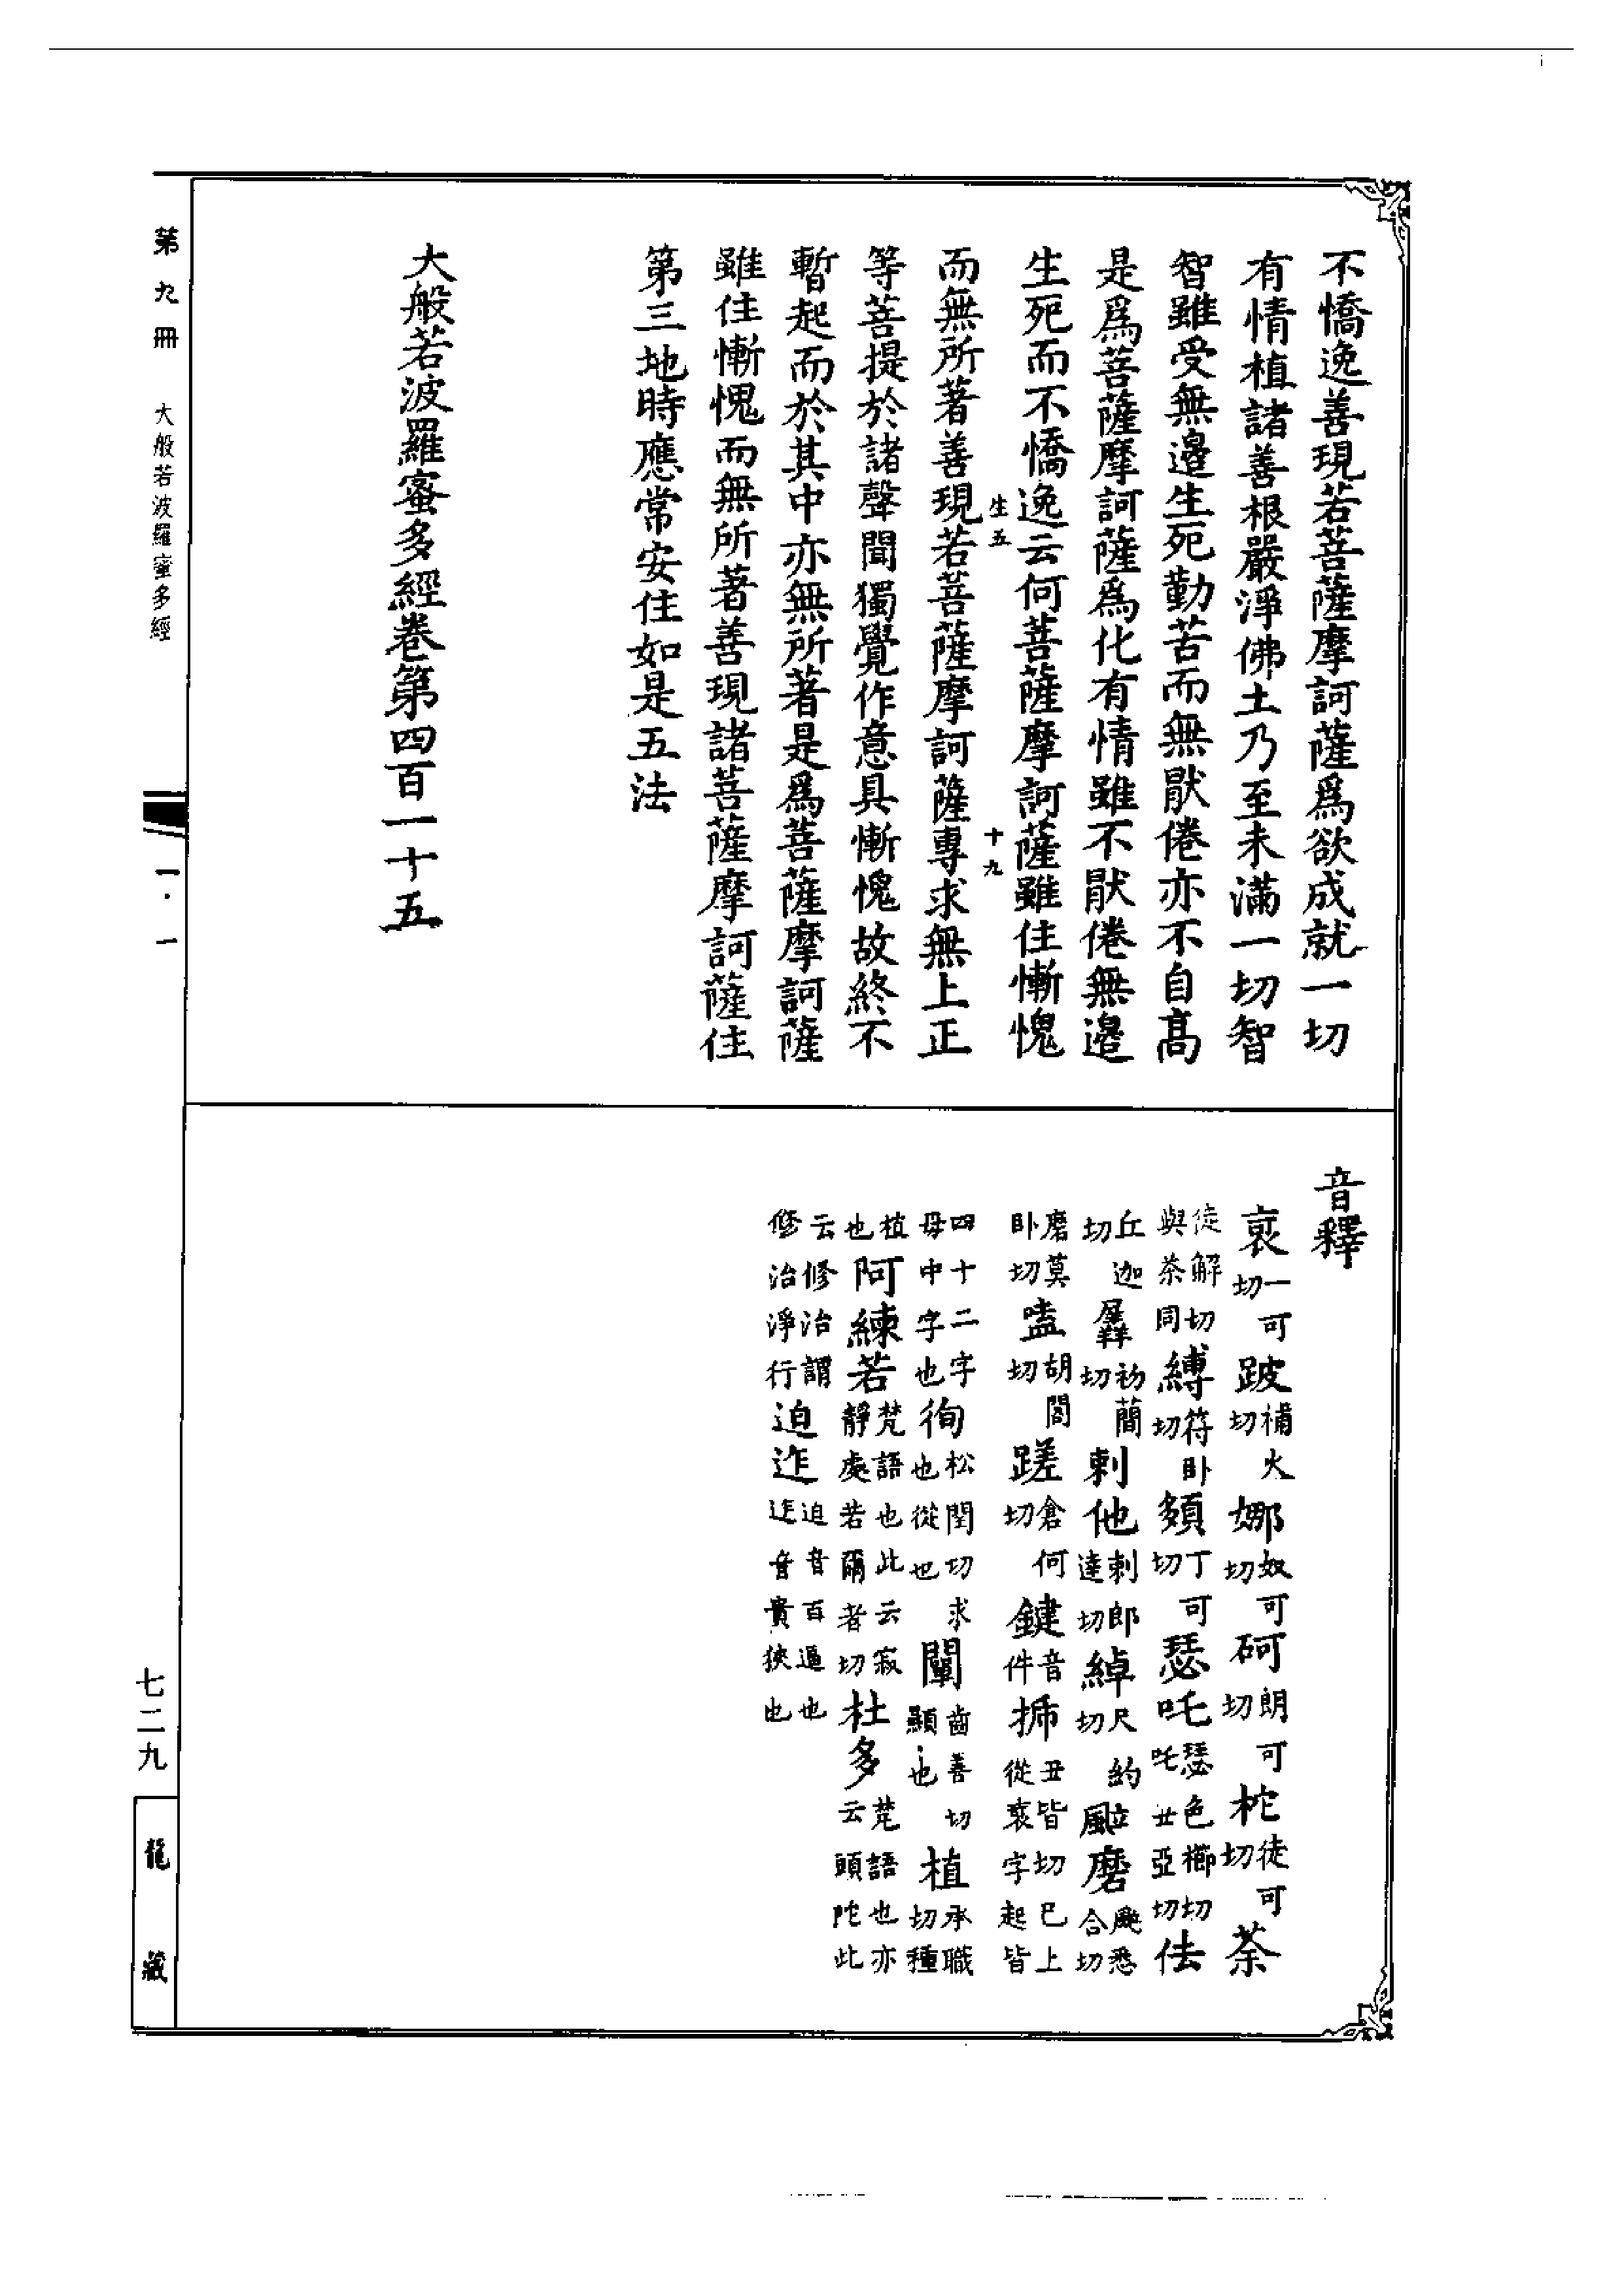 不憍逸善現若菩薩摩訶薩爲欲成就一切
有情植諸善根嚴淨佛土乃至未滿一切智
智雖受無邊生死勤苦而無猒倦亦不自高
是爲菩薩摩訶薩爲化有情雖不猒倦無邊
生死而不憍逸云何菩薩摩訶薩雖住慚愧
生五 十九
而無所著善現若菩薩摩訶薩專求無上正
等菩提於諸聲聞獨覺作意具慚愧故終不
暫起而於其中亦無所著是爲菩薩摩訶薩
雖住慚愧而無所著善現諸菩薩摩訶薩住
第三地時應常安住如是五法
大般若波羅蜜多經卷第四百一十五
音釋
裒一可切跛補火切娜奴可切砢朗可切柁徒可切荼
徒解切與茶同縛符卧切頞丁可切瑟吒瑟色櫛切吒丑亞切佉
丘迦切羼初簡切剌他剌郎達切綽尺約切颯磨颯悉合切
磨莫卧切嗑胡閤切蹉倉何切鍵音件搋丑皆切已上從裒字起皆
四十二字母中字也徇松閏切求也從也闡齒善切顯也植承職切種
植也阿練若梵語也此云寂靜處若爾者切杜多梵語也亦云頭陀此
云修治謂修治淨行迫迮迫音百逼也迮音責狹也
第九冊 大般若波羅蜜多經
一·一
七二九
龍藏